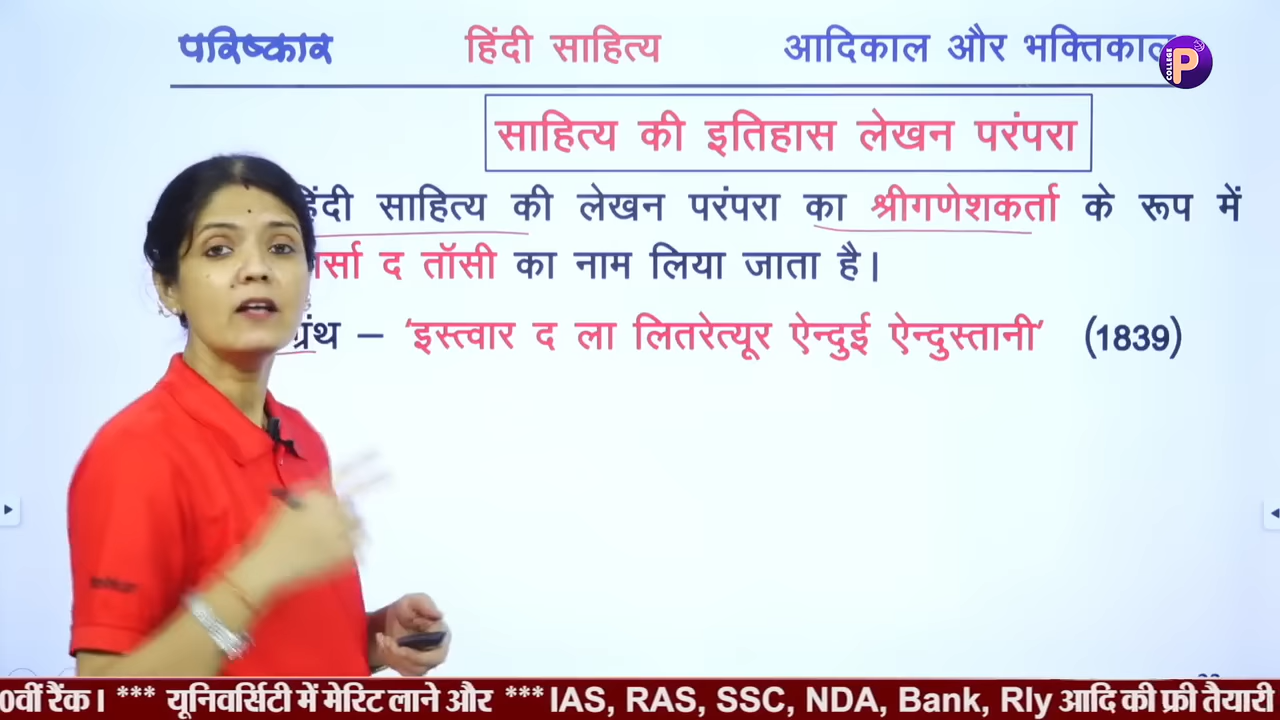 परिष्कार हिंदी साहित्य आदिकाल और भक्तिकाल
COLLEGE P
साहित्य की इतिहास लेखन परंपरा
हिंदी साहित्य की लेखन परंपरा का श्रीगणेशकर्ता के रूप में
र्सा द तॉसी का नाम लिया जाता है।
ग्रंथ – 'इस्त्वार द ला लितरेत्यूर ऐन्दुई ऐन्दुस्तानी' (1839)
0वीं रैंक। *** यूनिवर्सिटी में मेरिट लाने और *** IAS, RAS, SSC, NDA, Bank, Rly आदि की फ्री तैयारी